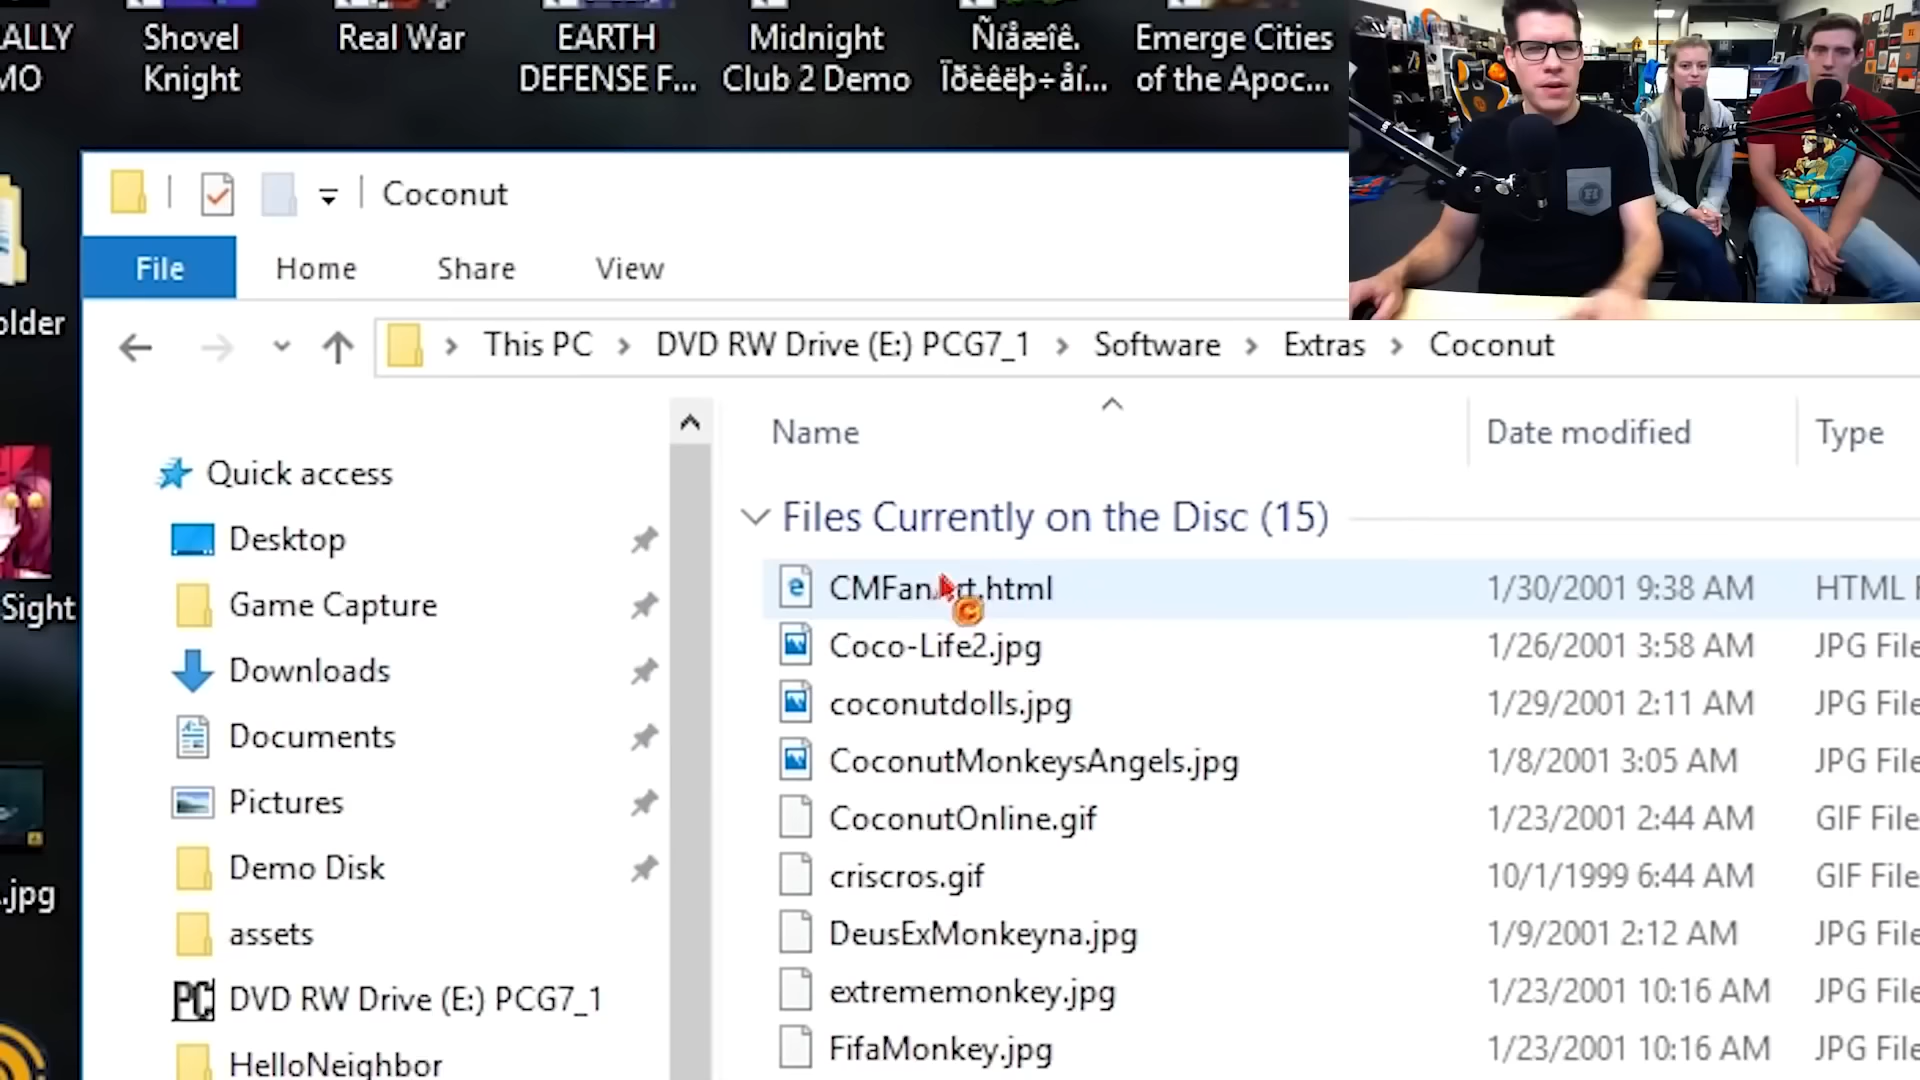 ALLY
MO
Shovel
Knight
Real War
EARTH
DEFENSE F...
Midnight
Club 2 Demo
Ñíåæîê.
Ïðèêëþ÷åí...
Emerge Cities
of the Apoc...
Coconut
File
Home
Share
View
older
This PC > DVD RW Drive (E:) PCG7_1 > Software > Extras > Coconut
Name
Date modified
Type
Quick access
Files Currently on the Disc (15)
Desktop
CMFanArt.html 1/30/2001 9:38 AM HTML F
Game Capture
Sight
Coco-Life2.jpg 1/26/2001 3:58 AM JPG File
Downloads
coconutdolls.jpg 1/29/2001 2:11 AM JPG File
Documents
CoconutMonkeysAngels.jpg 1/8/2001 3:05 AM JPG File
Pictures
CoconutOnline.gif 1/23/2001 2:44 AM GIF File
Demo Disk
criscros.gif 10/1/1999 6:44 AM GIF File
.jpg
assets
DeusExMonkeyna.jpg 1/9/2001 2:12 AM JPG File
PC DVD RW Drive (E:) PCG7_1
extrememonkey.jpg 1/23/2001 10:16 AM JPG File
HelloNeighbor
FifaMonkey.jpg 1/23/2001 10:16 AM JPG File